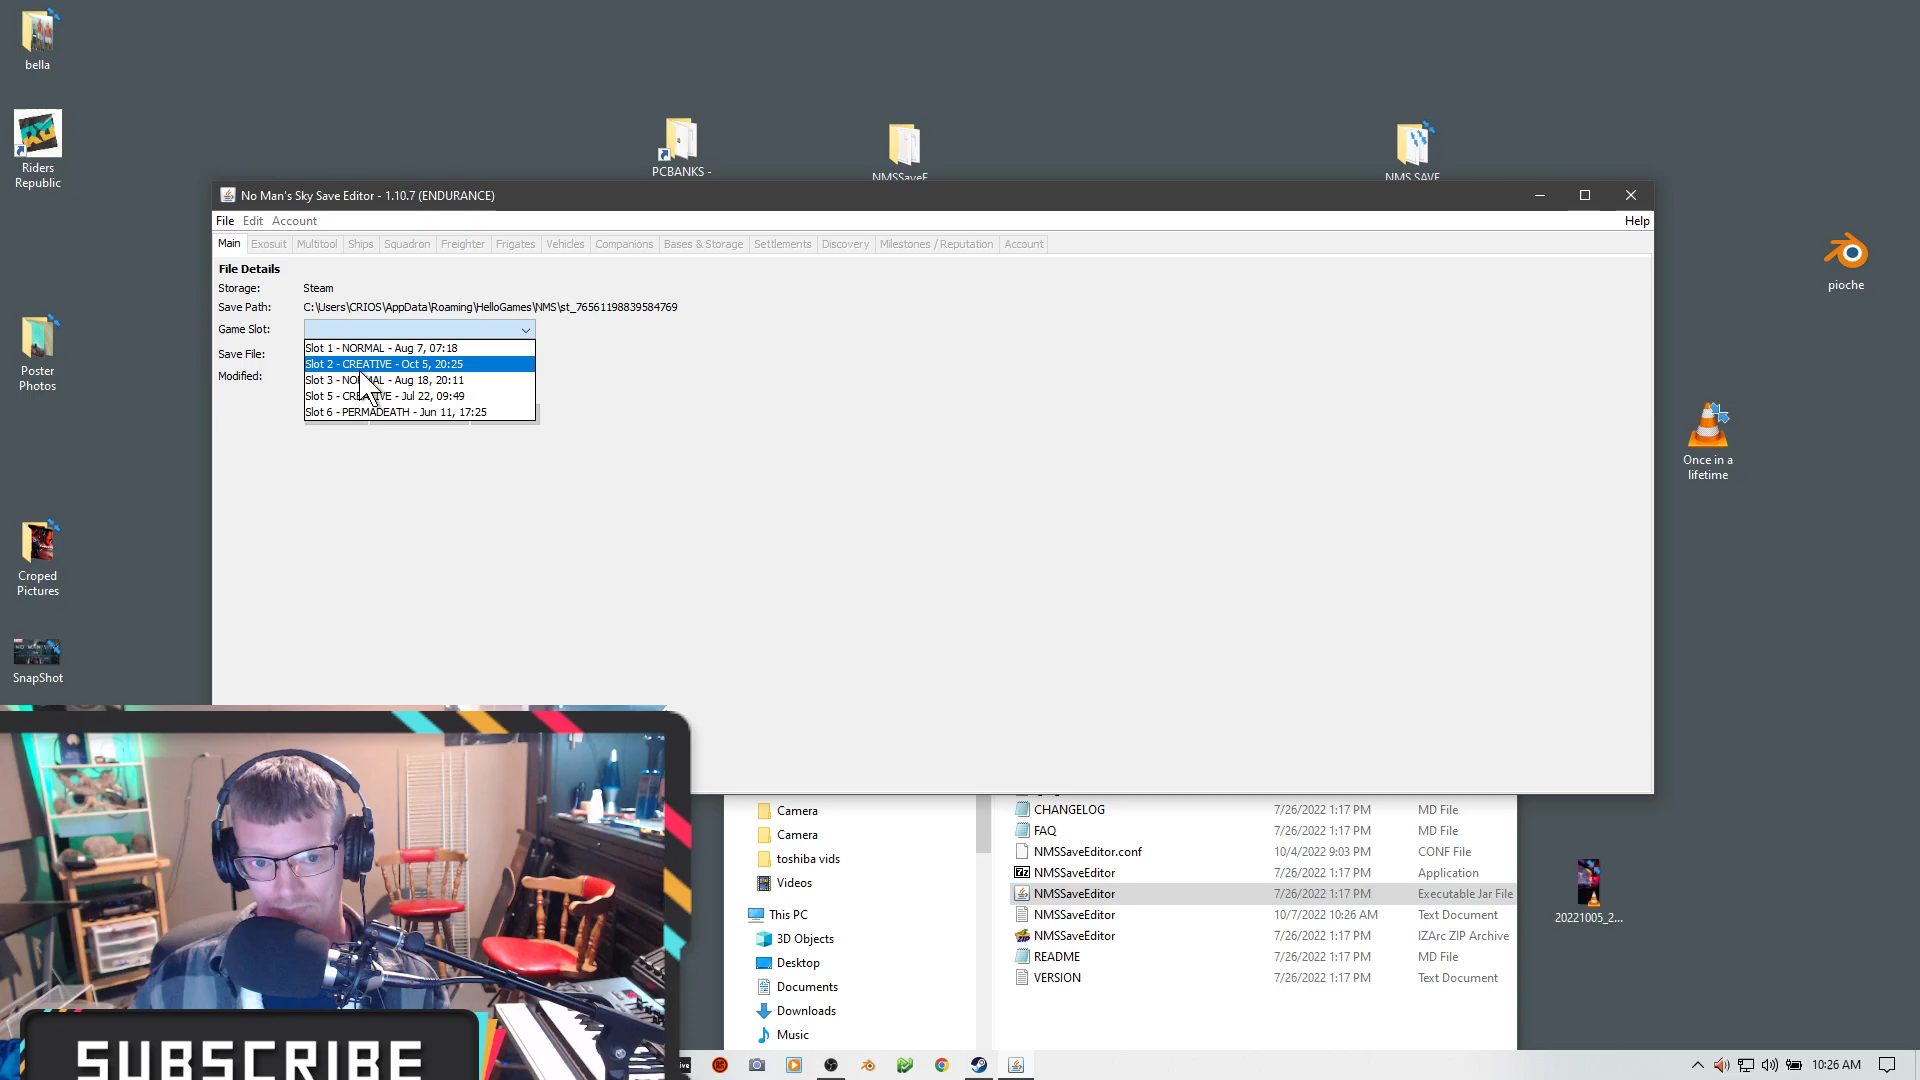 bella
Riders
Republic
Poster
Photos
Croped
Pictures
SnapShot
PCBANKS -
NMSSaveE
NMS SAVE
pioche
Once in a
lifetime
20221005_2...
No Man's Sky Save Editor - 1.10.7 (ENDURANCE)
File Edit Account Help
Main Exosuit Multitool Ships Squadron Freighter Frigates Vehicles Companions Bases & Storage Settlements Discovery Milestones / Reputation Account
File Details
Storage: Steam
Save Path: C:\Users\CRIOS\AppData\Roaming\HelloGames\NMS\st_76561198839584769
Game Slot:
Save File:
Modified:
Slot 1 - NORMAL - Aug 7, 07:18
Slot 2 - CREATIVE - Oct 5, 20:25
Slot 3 - NORMAL - Aug 18, 20:11
Slot 5 - CREATIVE - Jul 22, 09:49
Slot 6 - PERMADEATH - Jun 11, 17:25
Camera
Camera
toshiba vids
Videos
This PC
3D Objects
Desktop
Documents
Downloads
Music
CHANGELOG 7/26/2022 1:17 PM MD File
FAQ 7/26/2022 1:17 PM MD File
NMSSaveEditor.conf 10/4/2022 9:03 PM CONF File
NMSSaveEditor 7/26/2022 1:17 PM Application
NMSSaveEditor 7/26/2022 1:17 PM Executable Jar File
NMSSaveEditor 10/7/2022 10:26 AM Text Document
NMSSaveEditor 7/26/2022 1:17 PM IZArc ZIP Archive
README 7/26/2022 1:17 PM MD File
VERSION 7/26/2022 1:17 PM Text Document
SUBSCRIBE
10:26 AM